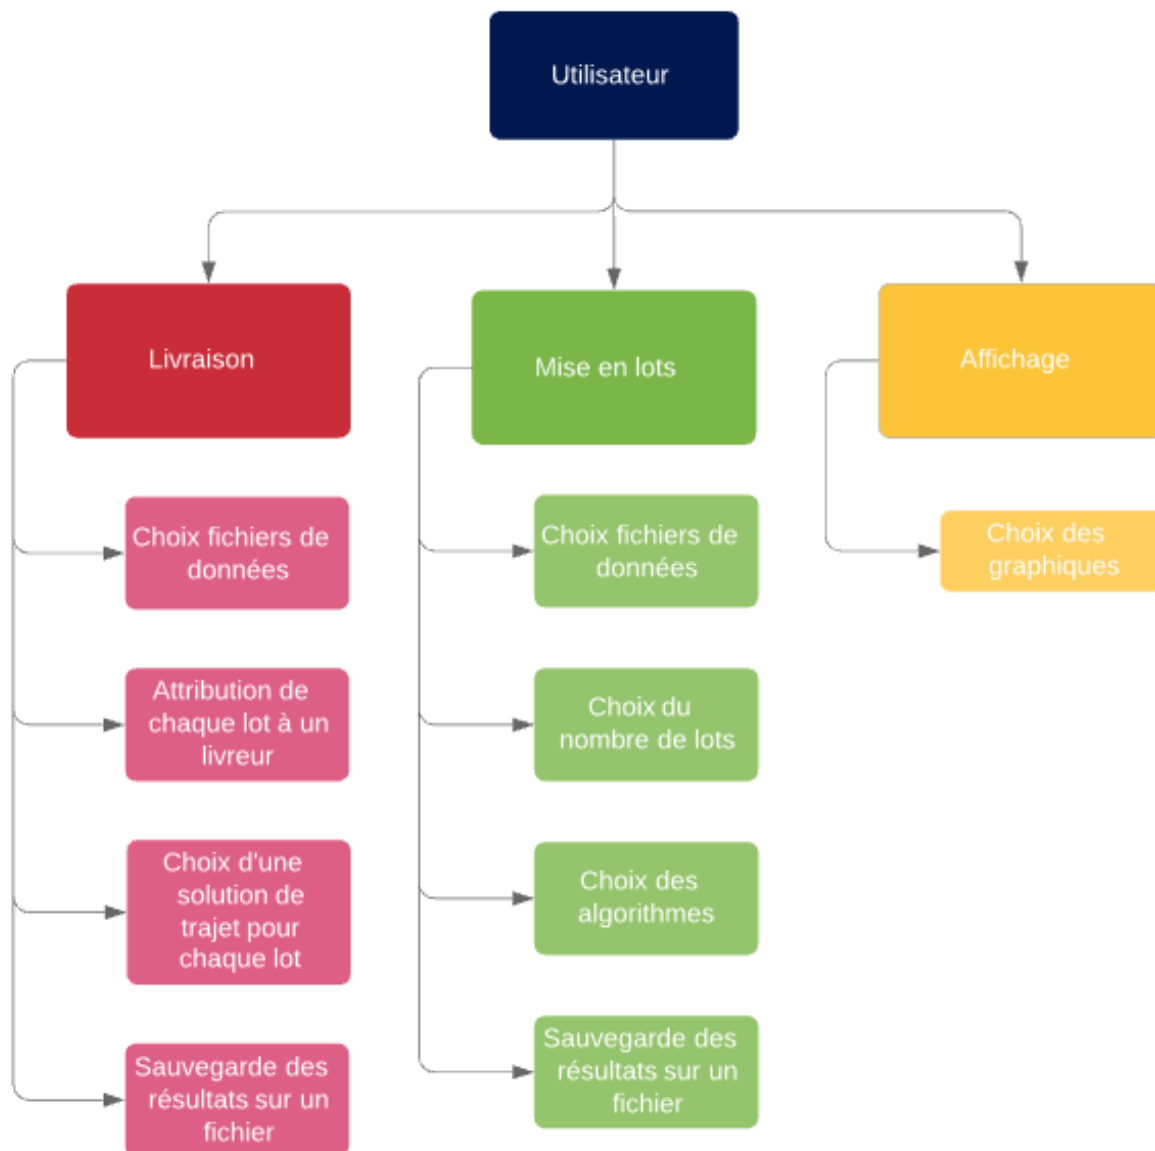 Utilisateur
Livraison
Mise en lots
Affichage
Choix fichiers de
données
Attribution de
chaque lot à un
livreur
Choix d'une
solution de
trajet pour
chaque lot
Sauvegarde des
résultats sur un
fichier
Choix fichiers de
données
Choix du
nombre de lots
Choix des
algorithmes
Sauvegarde des
résultats sur un
fichier
Choix des
graphiques